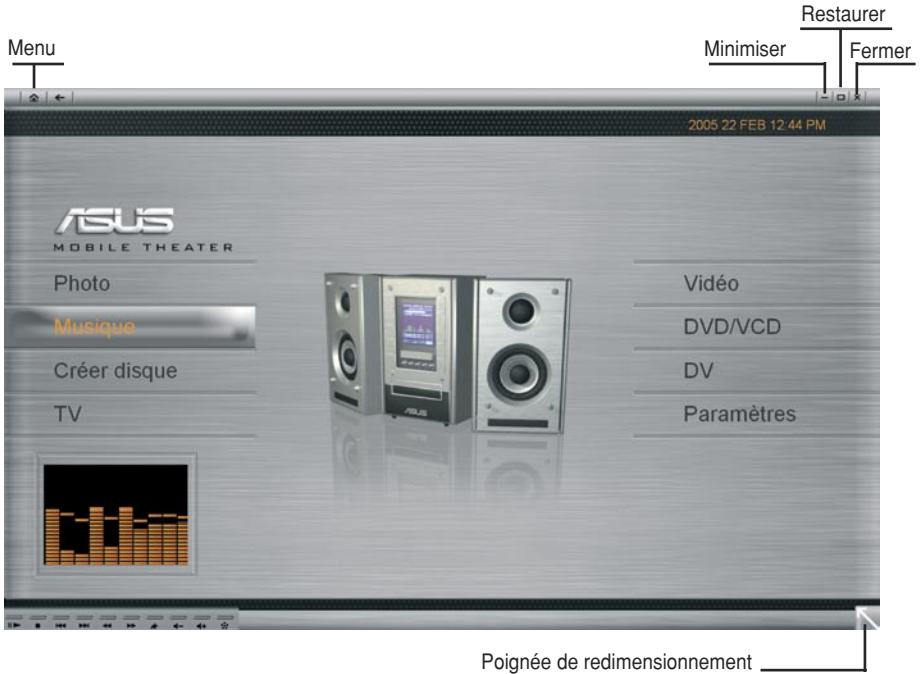 Restaurer
Menu
Minimiser
Fermer
2005 22 FEB 12:44 PM
ASUS
MOBILE THEATER
Photo
Musique
Créer disque
TV
Vidéo
DVD/VCD
DV
Paramètres
ASUS
Poignée de redimensionnement